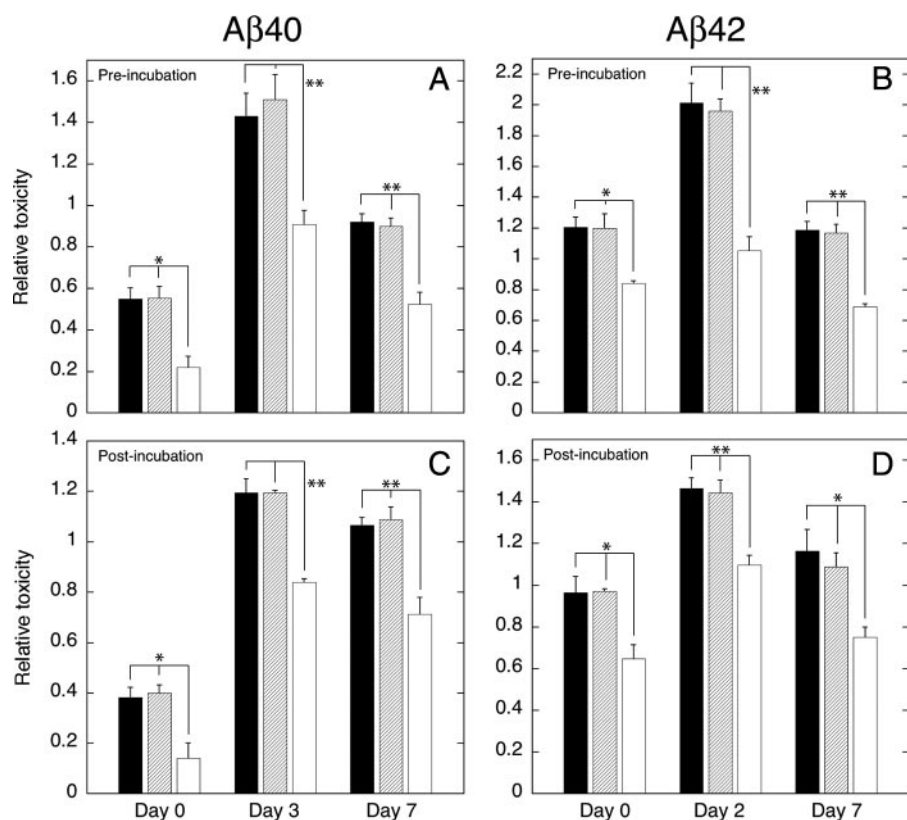 Aβ40
Aβ42
Pre-incubation
A
**
*
**
Relative toxicity
1.6
1.4
1.2
1
0.8
0.6
0.4
0.2
0
Pre-incubation
B
**
*
**
2.2
2
1.8
1.6
1.4
1.2
1
0.8
0.6
0.4
0.2
0
Post-incubation
C
**
**
*
Relative toxicity
1.4
1.2
1
0.8
0.6
0.4
0.2
0
Day 0
Day 3
Day 7
Post-incubation
D
**
*
*
1.6
1.4
1.2
1
0.8
0.6
0.4
0.2
0
Day 0
Day 2
Day 7